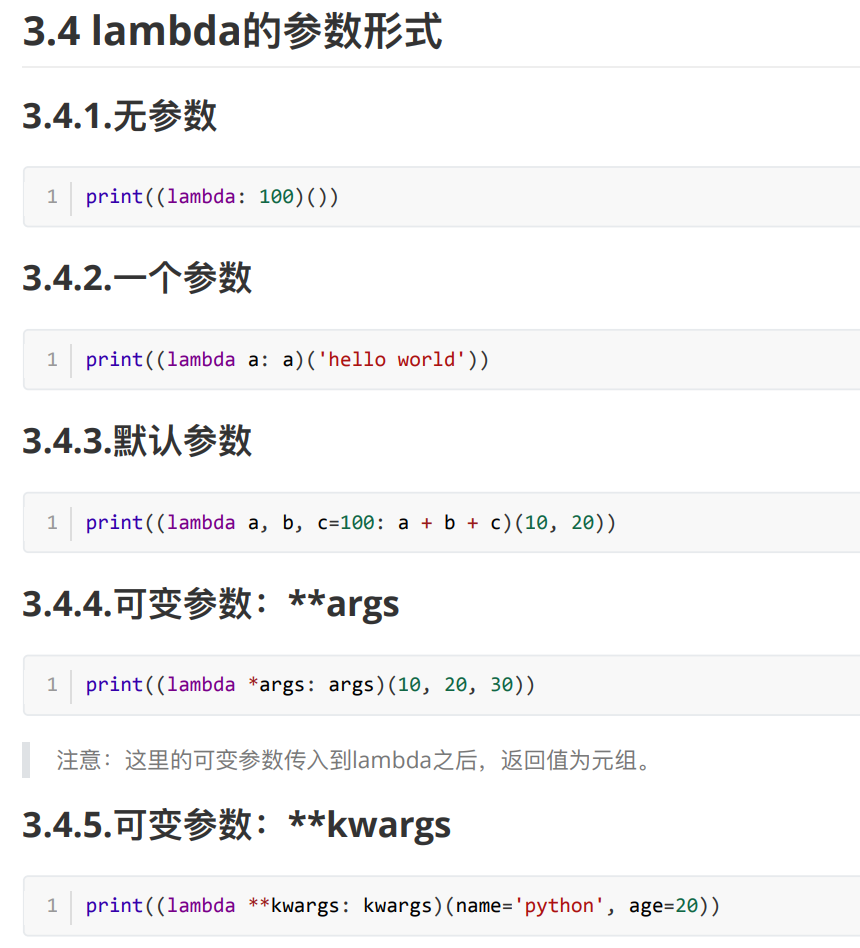 3.4 lambda的参数形式
3.4.1.无参数
1 print((lambda: 100)())
3.4.2.一个参数
1 print((lambda a: a)('hello world'))
3.4.3.默认参数
1 print((lambda a, b, c=100: a + b + c)(10, 20))
3.4.4.可变参数：**args
1 print((lambda *args: args)(10, 20, 30))
注意：这里的可变参数传入到lambda之后，返回值为元组。
3.4.5.可变参数：**kwargs
1 print((lambda **kwargs: kwargs)(name='python', age=20))